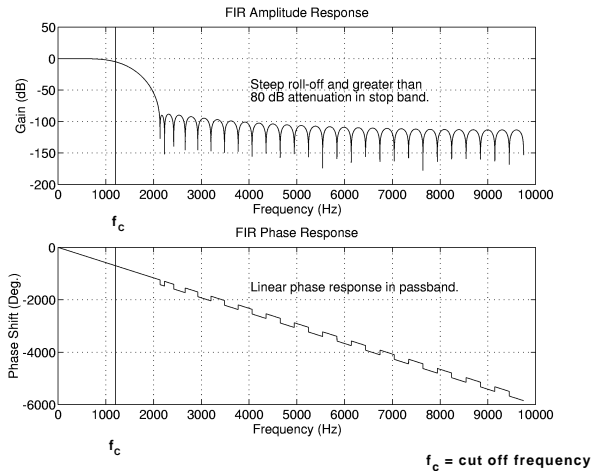 FIR Amplitude Response
50
0
-50
-100
-150
-200
Gain (dB)
Steep roll-off and greater than
80 dB attenuation in stop band.
0 1000 2000 3000 4000 5000 6000 7000 8000 9000 10000
Frequency (Hz)
fc
FIR Phase Response
0
-2000
-4000
-6000
Phase Shift (Deg.)
Linear phase response in passband.
0 1000 2000 3000 4000 5000 6000 7000 8000 9000 10000
Frequency (Hz)
fc
fc = cut off frequency